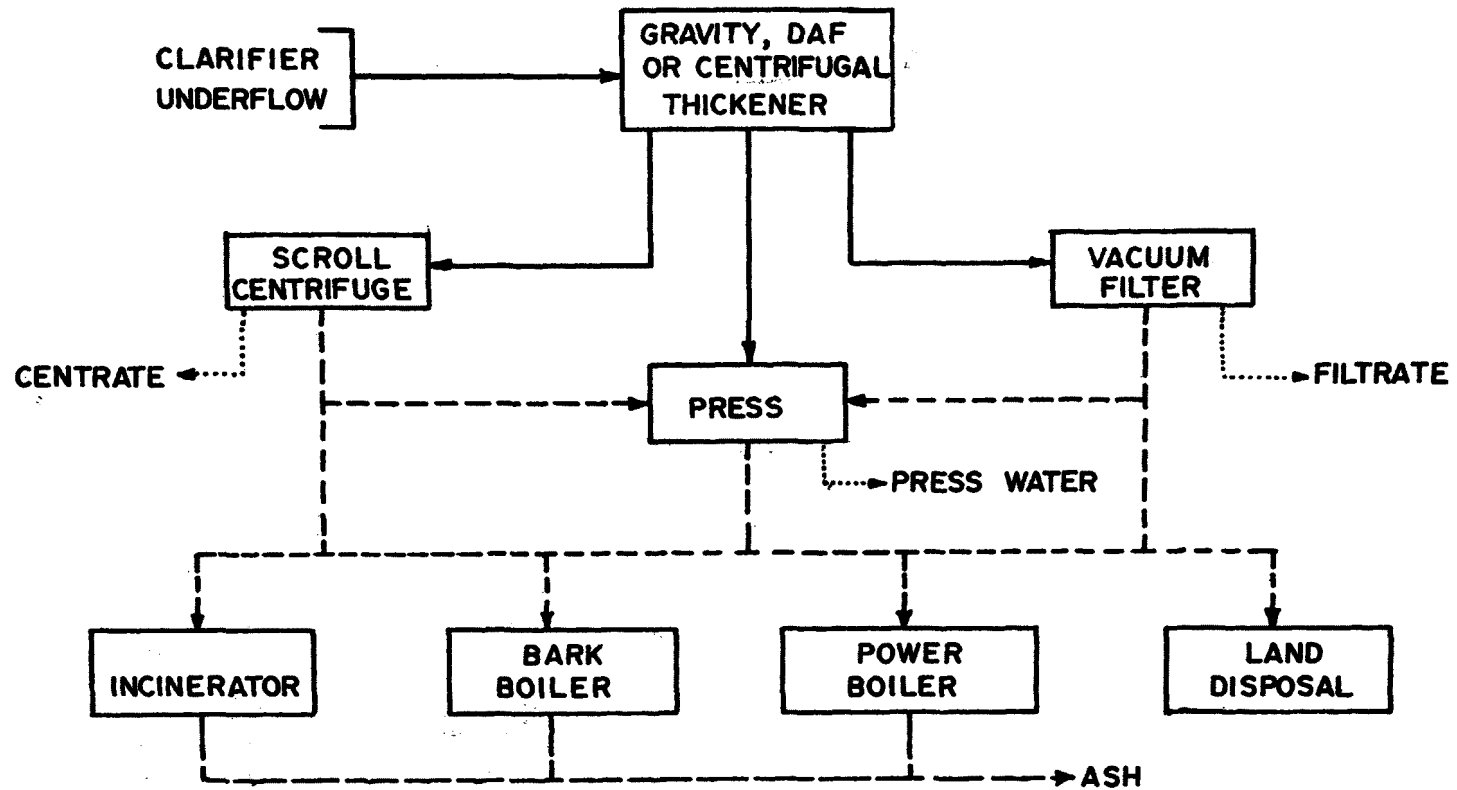 CLARIFIER
UNDERFLOW
GRAVITY, DAF
OR CENTRIFUGAL
THICKENER
SCROLL
CENTRIFUGE
VACUUM
FILTER
CENTRATE
FILTRATE
PRESS
PRESS WATER
INCINERATOR
BARK
BOILER
POWER
BOILER
LAND
DISPOSAL
ASH